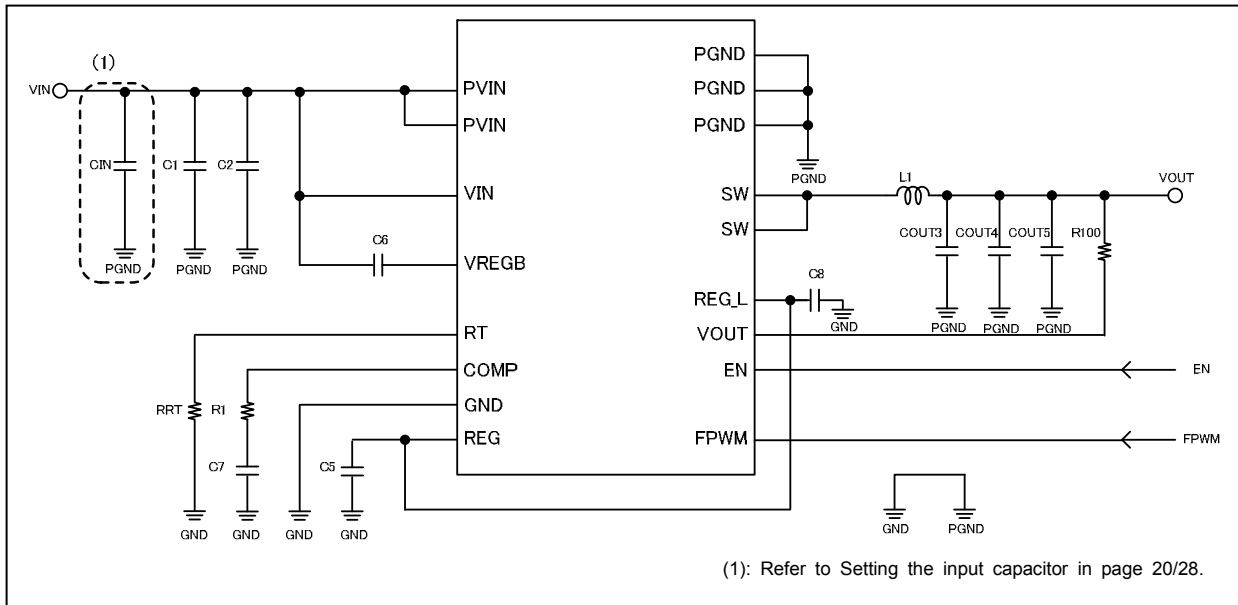 (1)
VIN
CIN
PGND
C1
PGND
C2
PGND
C6
RRT
GND
R1
C7
GND
GND
C5
GND
PVIN
PVIN
VIN
VREGB
RT
COMP
GND
REG
PGND
PGND
PGND
SW
SW
REG_L
VOUT
EN
FPWM
PGND
L1
VOUT
COUT3
COUT4
COUT5
R100
PGND
PGND
PGND
C8
GND
EN
FPWM
GND
PGND
(1): Refer to Setting the input capacitor in page 20/28.